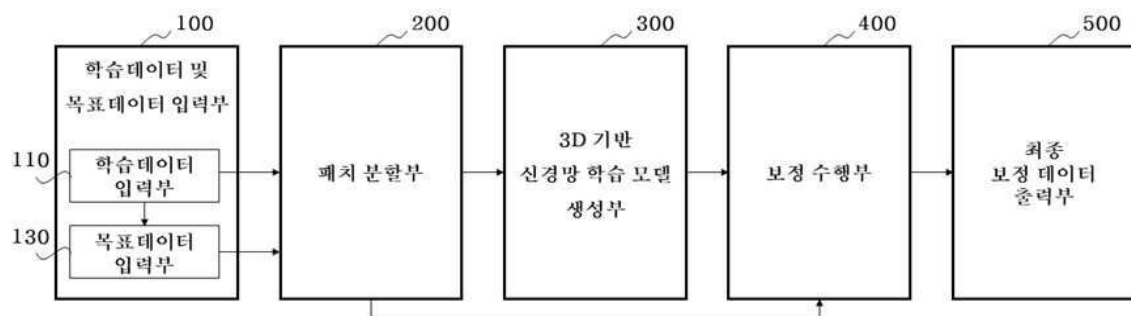 100
200
300
400
500
학습데이터 및
목표데이터 입력부
110
학습데이터
입력부
130
목표데이터
입력부
패치 분할부
3D 기반
신경망 학습 모델
생성부
보정 수행부
최종
보정 데이터
출력부